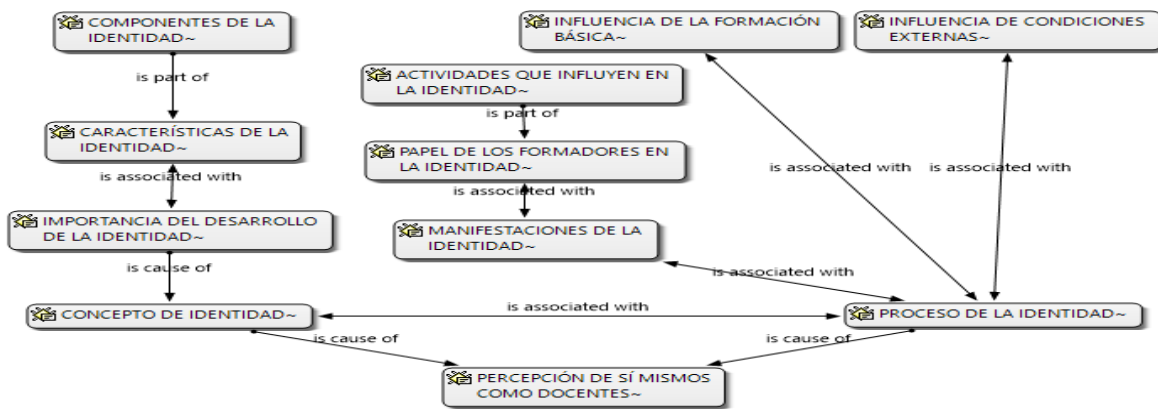 COMPONENTES DE LA
IDENTIDAD~
INFLUENCIA DE LA FORMACIÓN
BÁSICA~
INFLUENCIA DE CONDICIONES
EXTERNAS~
is part of
ACTIVIDADES QUE INFLUYEN EN
LA IDENTIDAD~
is part of
CARACTERÍSTICAS DE LA
IDENTIDAD~
PAPEL DE LOS FORMADORES EN
LA IDENTIDAD~
is associated with
is associated with
is associated with
is associated with
IMPORTANCIA DEL DESARROLLO
DE LA IDENTIDAD~
MANIFESTACIONES DE LA
IDENTIDAD~
is cause of
is associated with
is associated with
CONCEPTO DE IDENTIDAD~
PROCESO DE LA IDENTIDAD~
is cause of
is cause of
PERCEPCIÓN DE SÍ MISMOS
COMO DOCENTES~